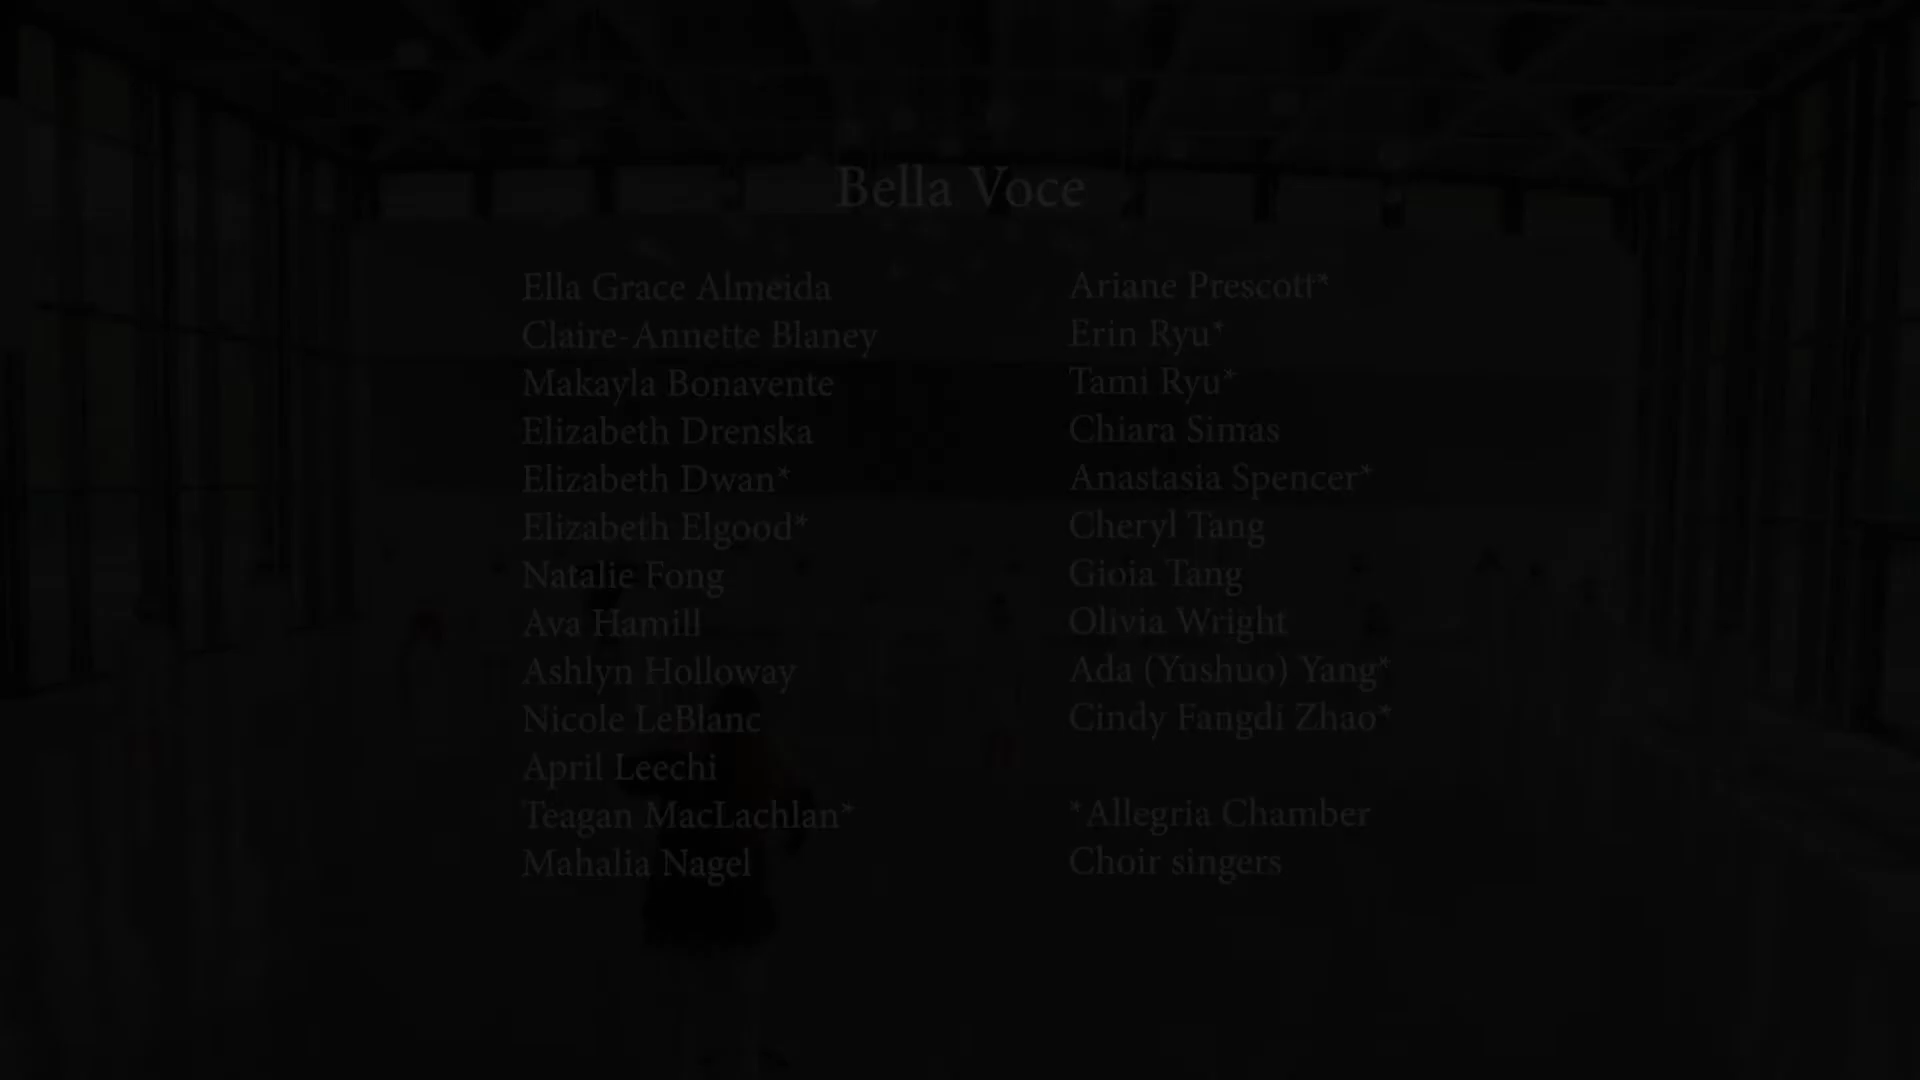 Bella Voce
Ella Grace Almeida
Claire-Annette Blaney
Makayla Bonavente
Elizabeth Drenska
Elizabeth Dwan*
Elizabeth Elgood*
Natalie Fong
Ava Hamill
Ashlyn Holloway
Nicole LeBlanc
April Leechi
Teagan MacLachlan*
Mahalia Nagel
Ariane Prescott*
Erin Ryu*
Tami Ryu*
Chiara Simas
Anastasia Spencer*
Cheryl Tang
Gioia Tang
Olivia Wright
Ada (Yushuo) Yang*
Cindy Fangdi Zhao*
*Allegria Chamber
Choir singers